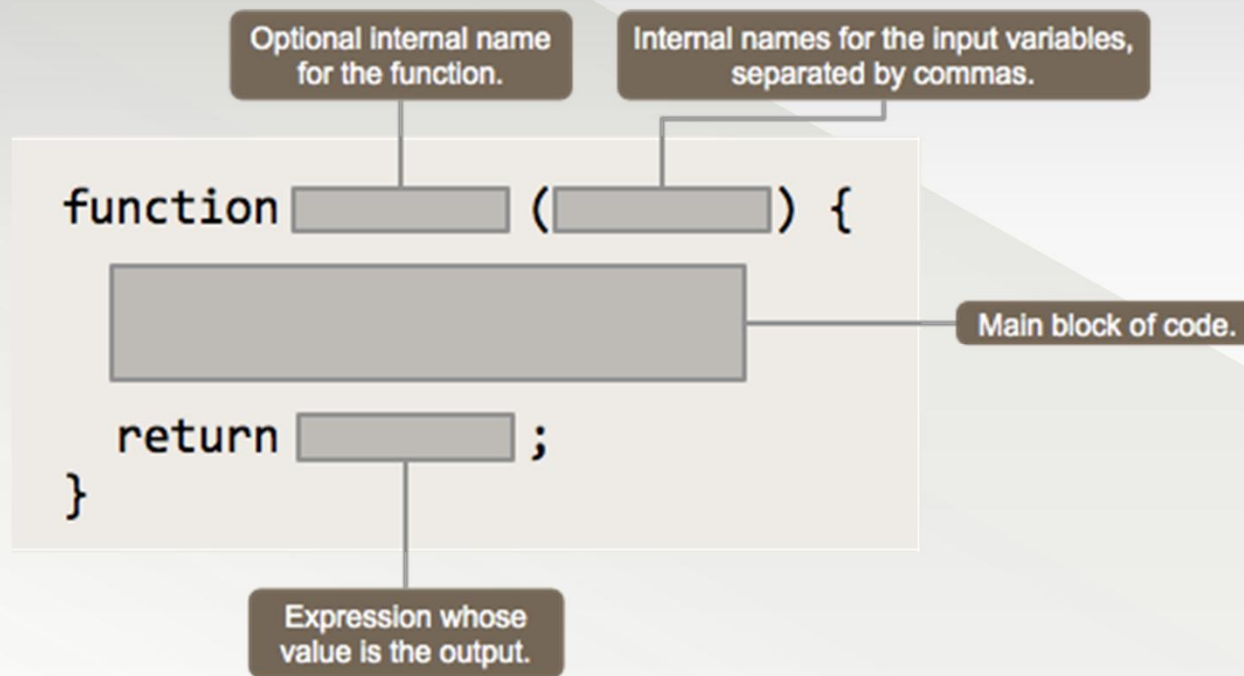 Optional internal name
for the function.
Internal names for the input variables,
separated by commas.
function ( ) {
Main block of code.
return ;
}
Expression whose
value is the output.